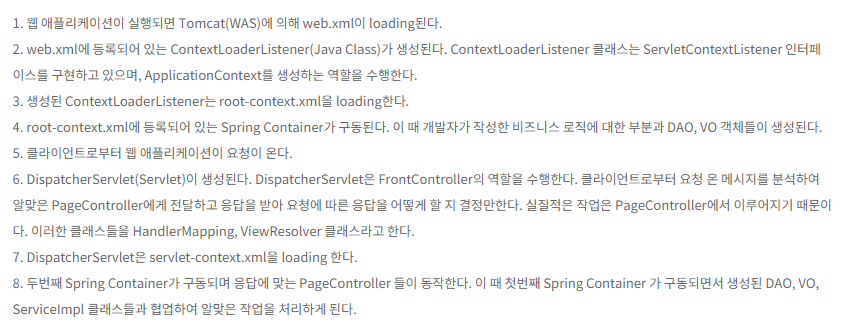 1. 웹 애플리케이션이 실행되면 Tomcat(WAS)에 의해 web.xml이 loading된다.
2. web.xml에 등록되어 있는 ContextLoaderListener(Java Class)가 생성된다. ContextLoaderListener 클래스는 ServletContextListener 인터페
이스를 구현하고 있으며, ApplicationContext를 생성하는 역할을 수행한다.
3. 생성된 ContextLoaderListener는 root-context.xml을 loading한다.
4. root-context.xml에 등록되어 있는 Spring Container가 구동된다. 이 때 개발자가 작성한 비즈니스 로직에 대한 부분과 DAO, VO 객체들이 생성된다.
5. 클라이언트로부터 웹 애플리케이션이 요청이 온다.
6. DispatcherServlet(Servlet)이 생성된다. DispatcherServlet은 FrontController의 역할을 수행한다. 클라이언트로부터 요청 온 메시지를 분석하여
알맞은 PageController에게 전달하고 응답을 받아 요청에 따른 응답을 어떻게 할 지 결정만한다. 실질적은 작업은 PageController에서 이루어지기 때문이
다. 이러한 클래스들을 HandlerMapping, ViewResolver 클래스라고 한다.
7. DispatcherServlet은 servlet-context.xml을 loading 한다.
8. 두번째 Spring Container가 구동되며 응답에 맞는 PageController 들이 동작한다. 이 때 첫번째 Spring Container 가 구동되면서 생성된 DAO, VO,
ServiceImpl 클래스들과 협업하여 알맞은 작업을 처리하게 된다.